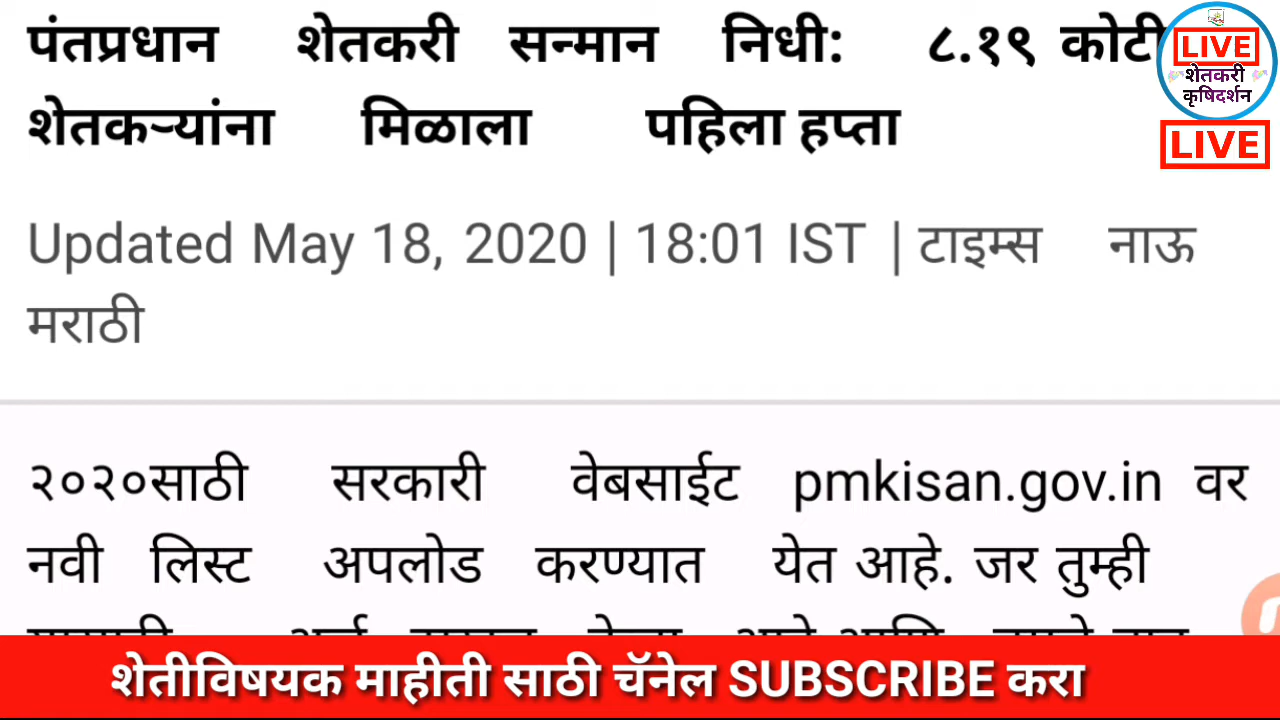 पंतप्रधान शेतकरी सन्मान निधी: ८.१९ कोटी
शेतकऱ्यांना मिळाला पहिला हप्ता
LIVE
शेतकरी
कृषिदर्शन
LIVE
Updated May 18, 2020 | 18:01 IST | टाइम्स नाऊ
मराठी
२०२०साठी सरकारी वेबसाईट pmkisan.gov.in वर
नवी लिस्ट अपलोड करण्यात येत आहे. जर तुम्ही
शेतीविषयक माहीती साठी चॅनेल SUBSCRIBE करा